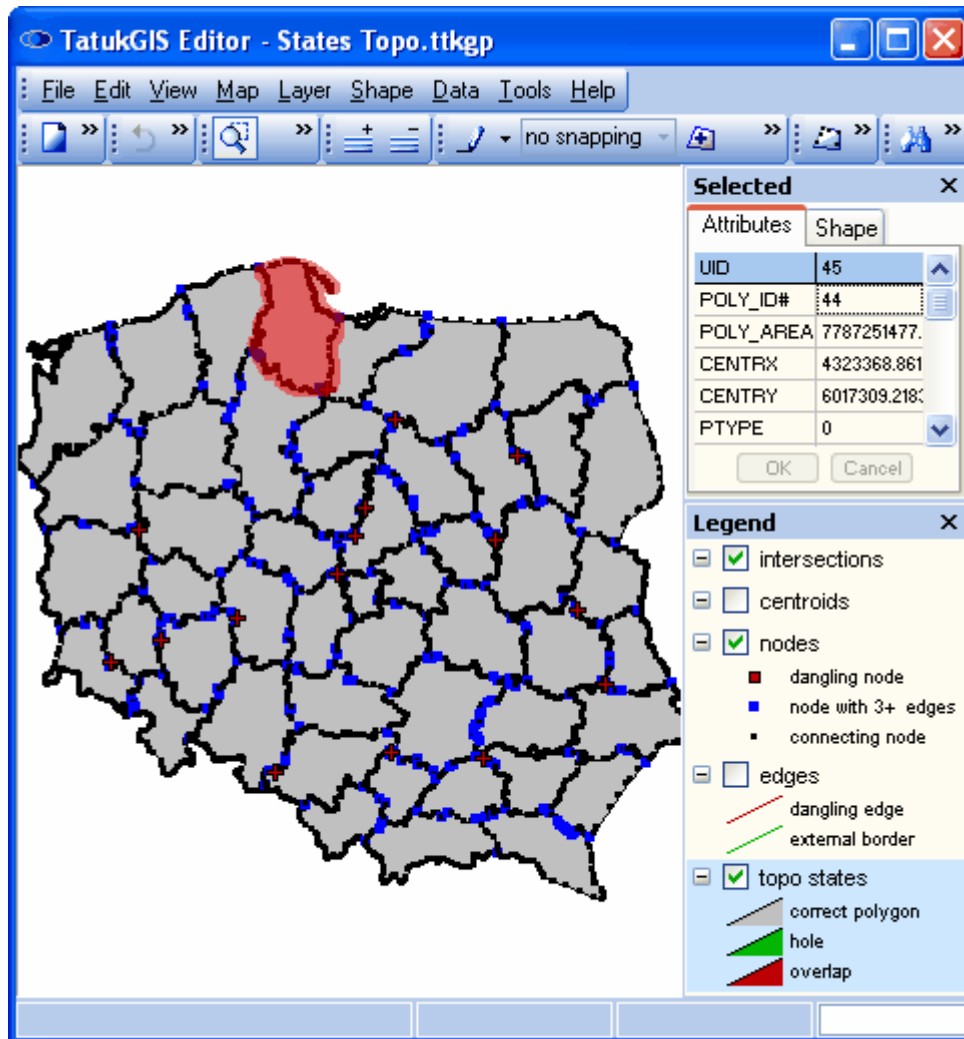 TatukGIS Editor - States Topo.ttkgp
File Edit View Map Layer Shape Data Tools Help
no snapping
Selected
Attributes Shape
UID 45
POLY_ID# 44
POLY_AREA 7787251477.
CENTRX 4323368.861
CENTRY 6017309.2183
PTYPE 0
OK Cancel
Legend
intersections
centroids
nodes
dangling node
node with 3+ edges
connecting node
edges
dangling edge
external border
topo states
correct polygon
hole
overlap